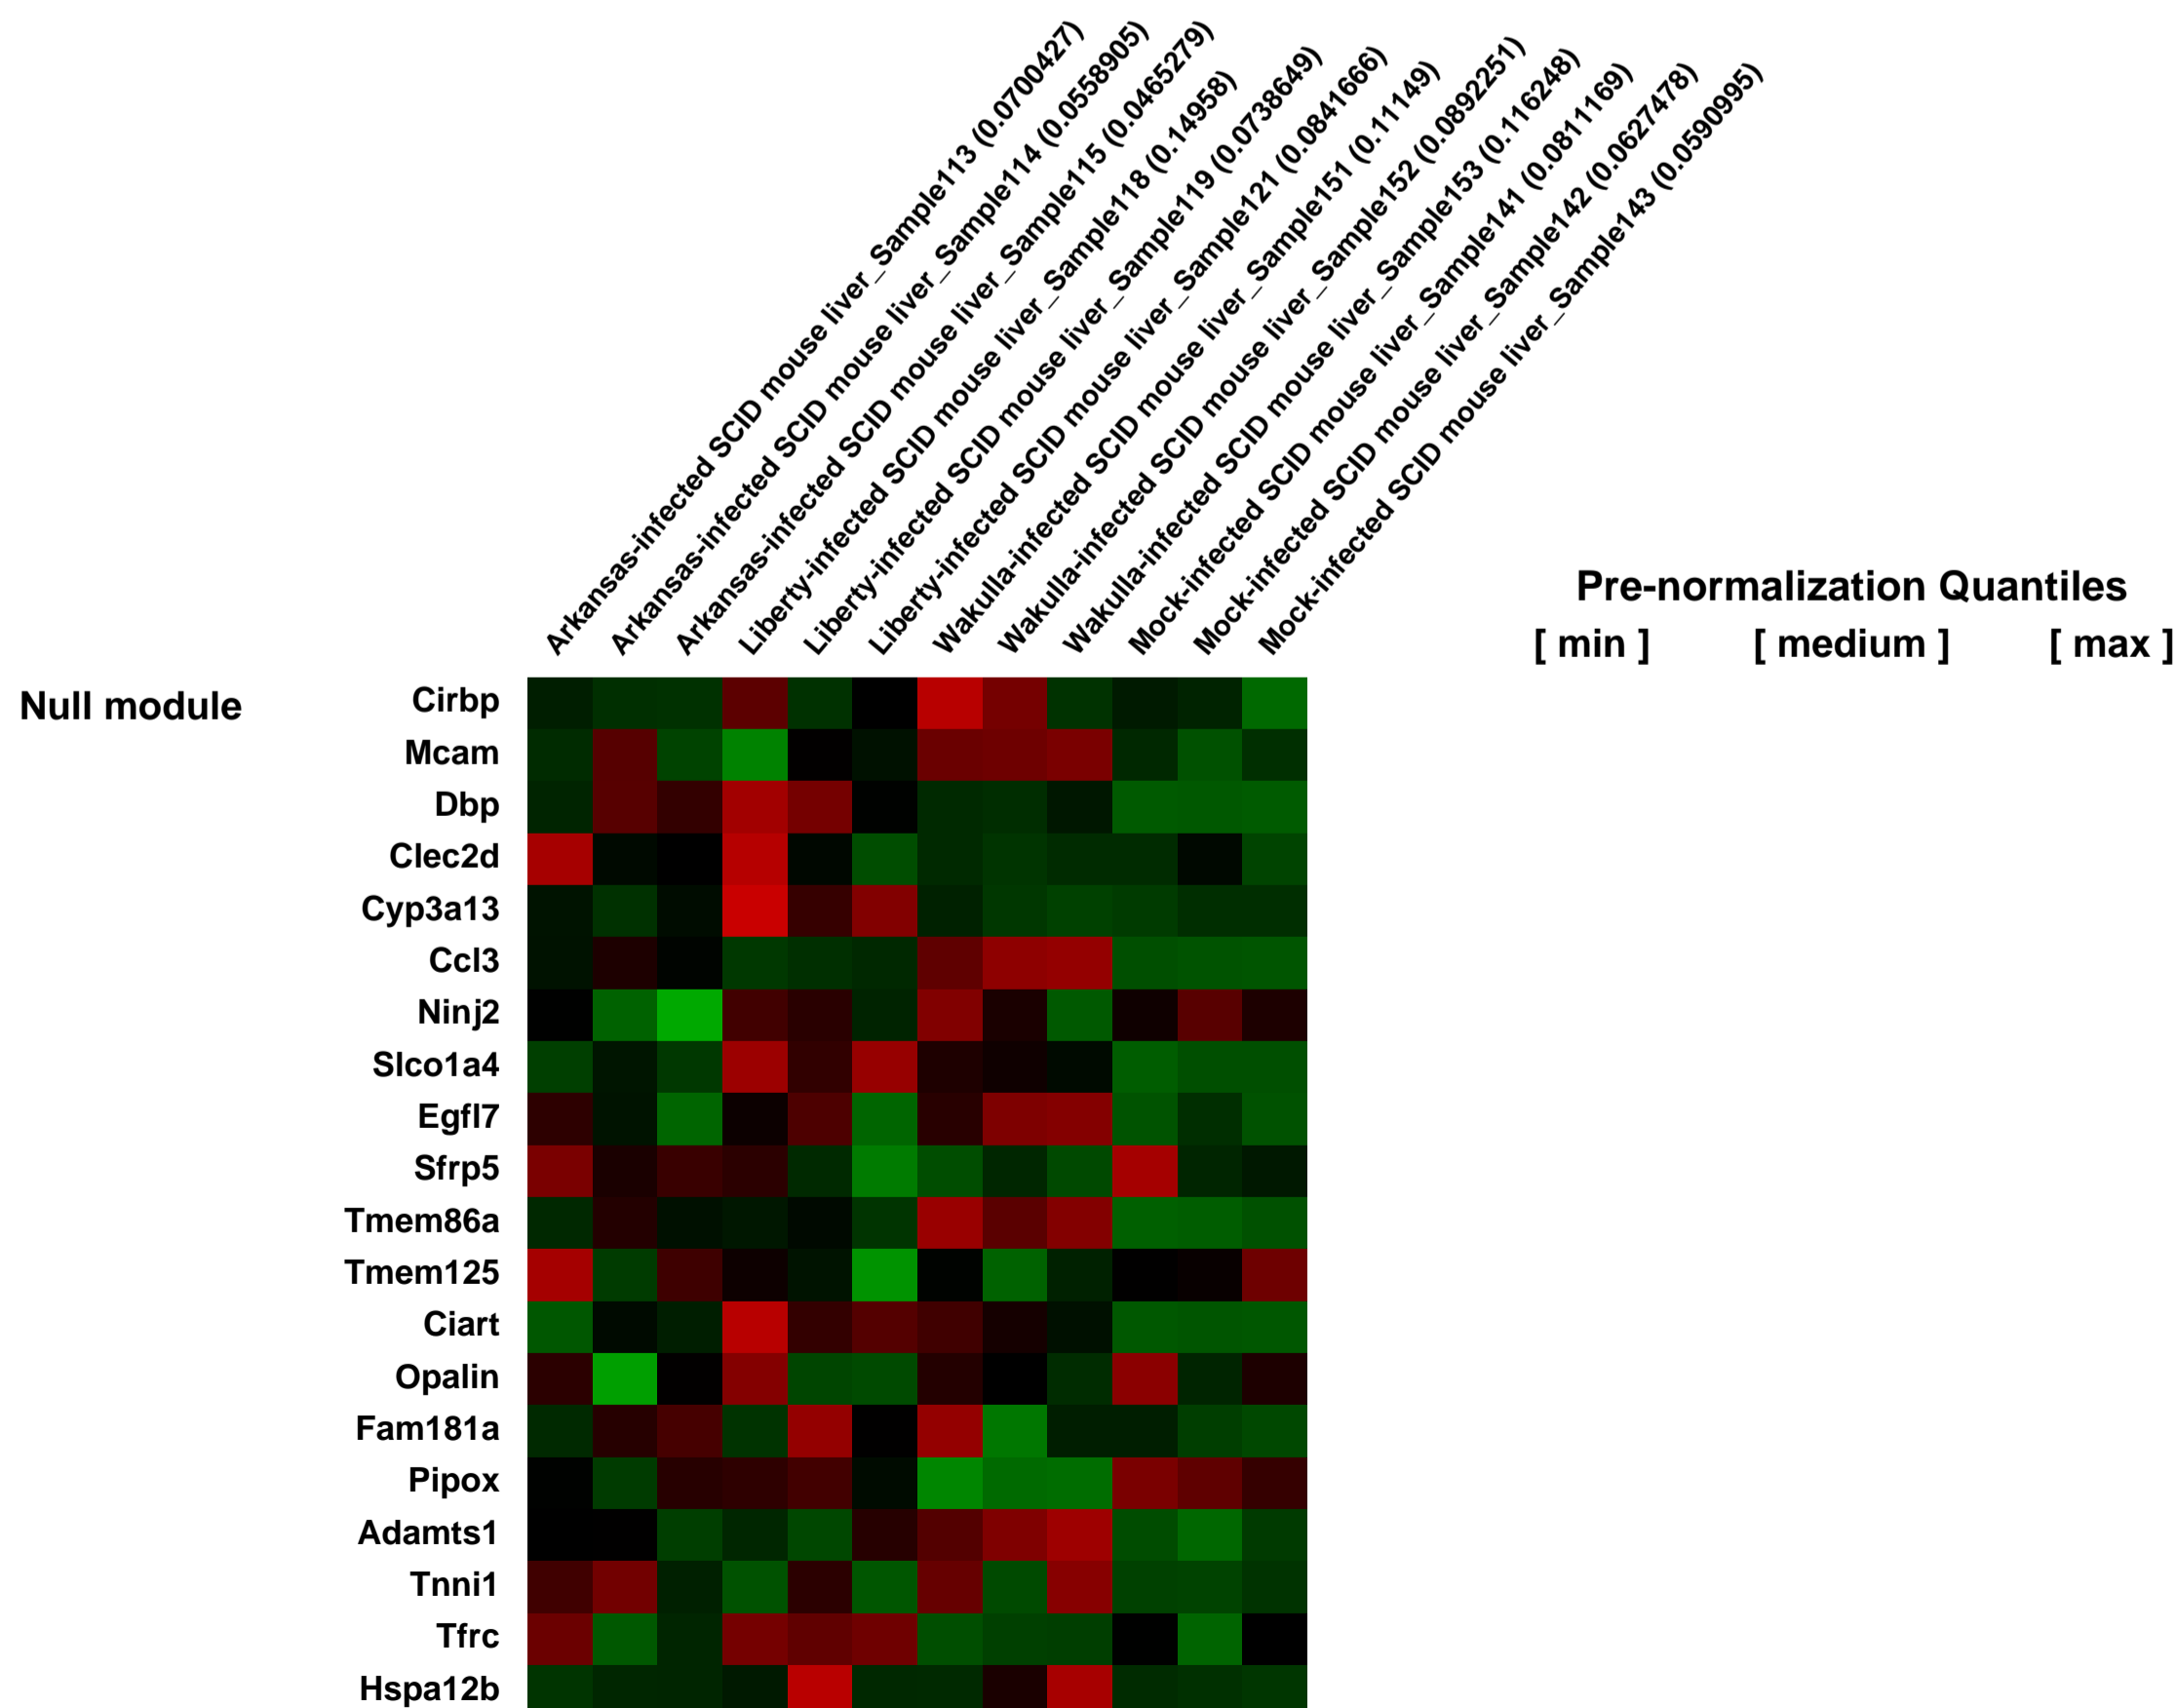 Arkansas-infected SCID mouse liver_Sample113 (0.0700427)
Arkansas-infected SCID mouse liver_Sample114 (0.0558905)
Arkansas-infected SCID mouse liver_Sample115 (0.0465279)
Liberty-infected SCID mouse liver_Sample118 (0.14958)
Liberty-infected SCID mouse liver_Sample119 (0.0738649)
Liberty-infected SCID mouse liver_Sample121 (0.0841666)
Wakulla-infected SCID mouse liver_Sample151 (0.11149)
Wakulla-infected SCID mouse liver_Sample152 (0.0892251)
Wakulla-infected SCID mouse liver_Sample153 (0.116248)
Mock-infected SCID mouse liver_Sample141 (0.0811169)
Mock-infected SCID mouse liver_Sample142 (0.0627478)
Mock-infected SCID mouse liver_Sample143 (0.0590995)
Pre-normalization Quantiles
[ min ] [ medium ] [ max ]
Null module
Cirbp
Mcam
Dbp
Clec2d
Cyp3a13
Ccl3
Ninj2
Slco1a4
Egfl7
Sfrp5
Tmem86a
Tmem125
Ciart
Opalin
Fam181a
Pipox
Adamts1
Tnni1
Tfrc
Hspa12b